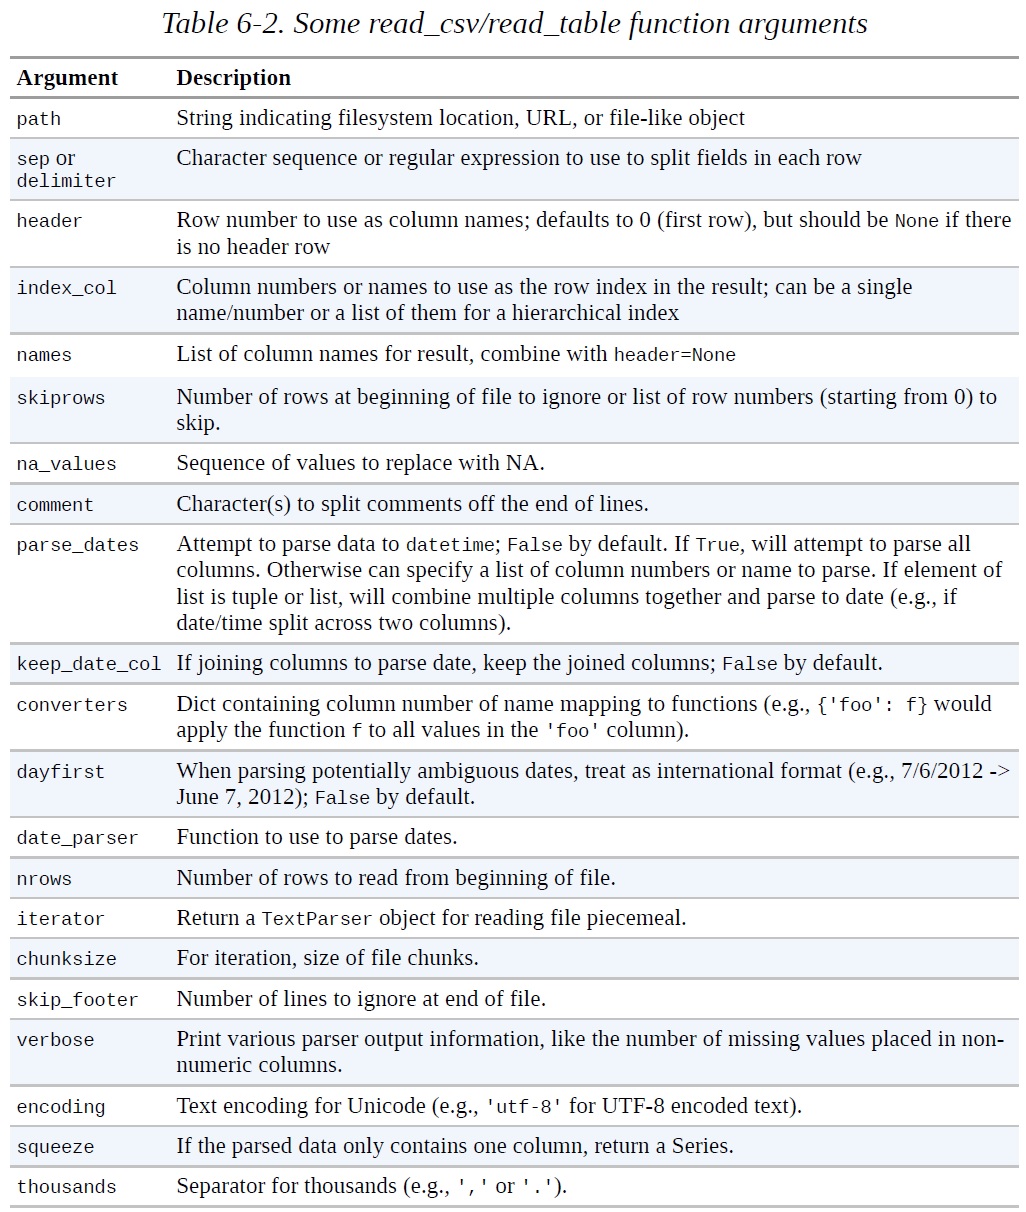 Table 6-2. Some read_csv/read_table function arguments
Argument Description
path String indicating filesystem location, URL, or file-like object
sep or Character sequence or regular expression to use to split fields in each row
delimiter
header Row number to use as column names; defaults to 0 (first row), but should be None if there
is no header row
index_col Column numbers or names to use as the row index in the result; can be a single
name/number or a list of them for a hierarchical index
names List of column names for result, combine with header=None
skiprows Number of rows at beginning of file to ignore or list of row numbers (starting from 0) to
skip.
na_values Sequence of values to replace with NA.
comment Character(s) to split comments off the end of lines.
parse_dates Attempt to parse data to datetime; False by default. If True, will attempt to parse all
columns. Otherwise can specify a list of column numbers or name to parse. If element of
list is tuple or list, will combine multiple columns together and parse to date (e.g., if
date/time split across two columns).
keep_date_col If joining columns to parse date, keep the joined columns; False by default.
converters Dict containing column number of name mapping to functions (e.g., {'foo': f} would
apply the function f to all values in the 'foo' column).
dayfirst When parsing potentially ambiguous dates, treat as international format (e.g., 7/6/2012 ->
June 7, 2012); False by default.
date_parser Function to use to parse dates.
nrows Number of rows to read from beginning of file.
iterator Return a TextParser object for reading file piecemeal.
chunksize For iteration, size of file chunks.
skip_footer Number of lines to ignore at end of file.
verbose Print various parser output information, like the number of missing values placed in non-
numeric columns.
encoding Text encoding for Unicode (e.g., 'utf-8' for UTF-8 encoded text).
squeeze If the parsed data only contains one column, return a Series.
thousands Separator for thousands (e.g., ',' or '.').